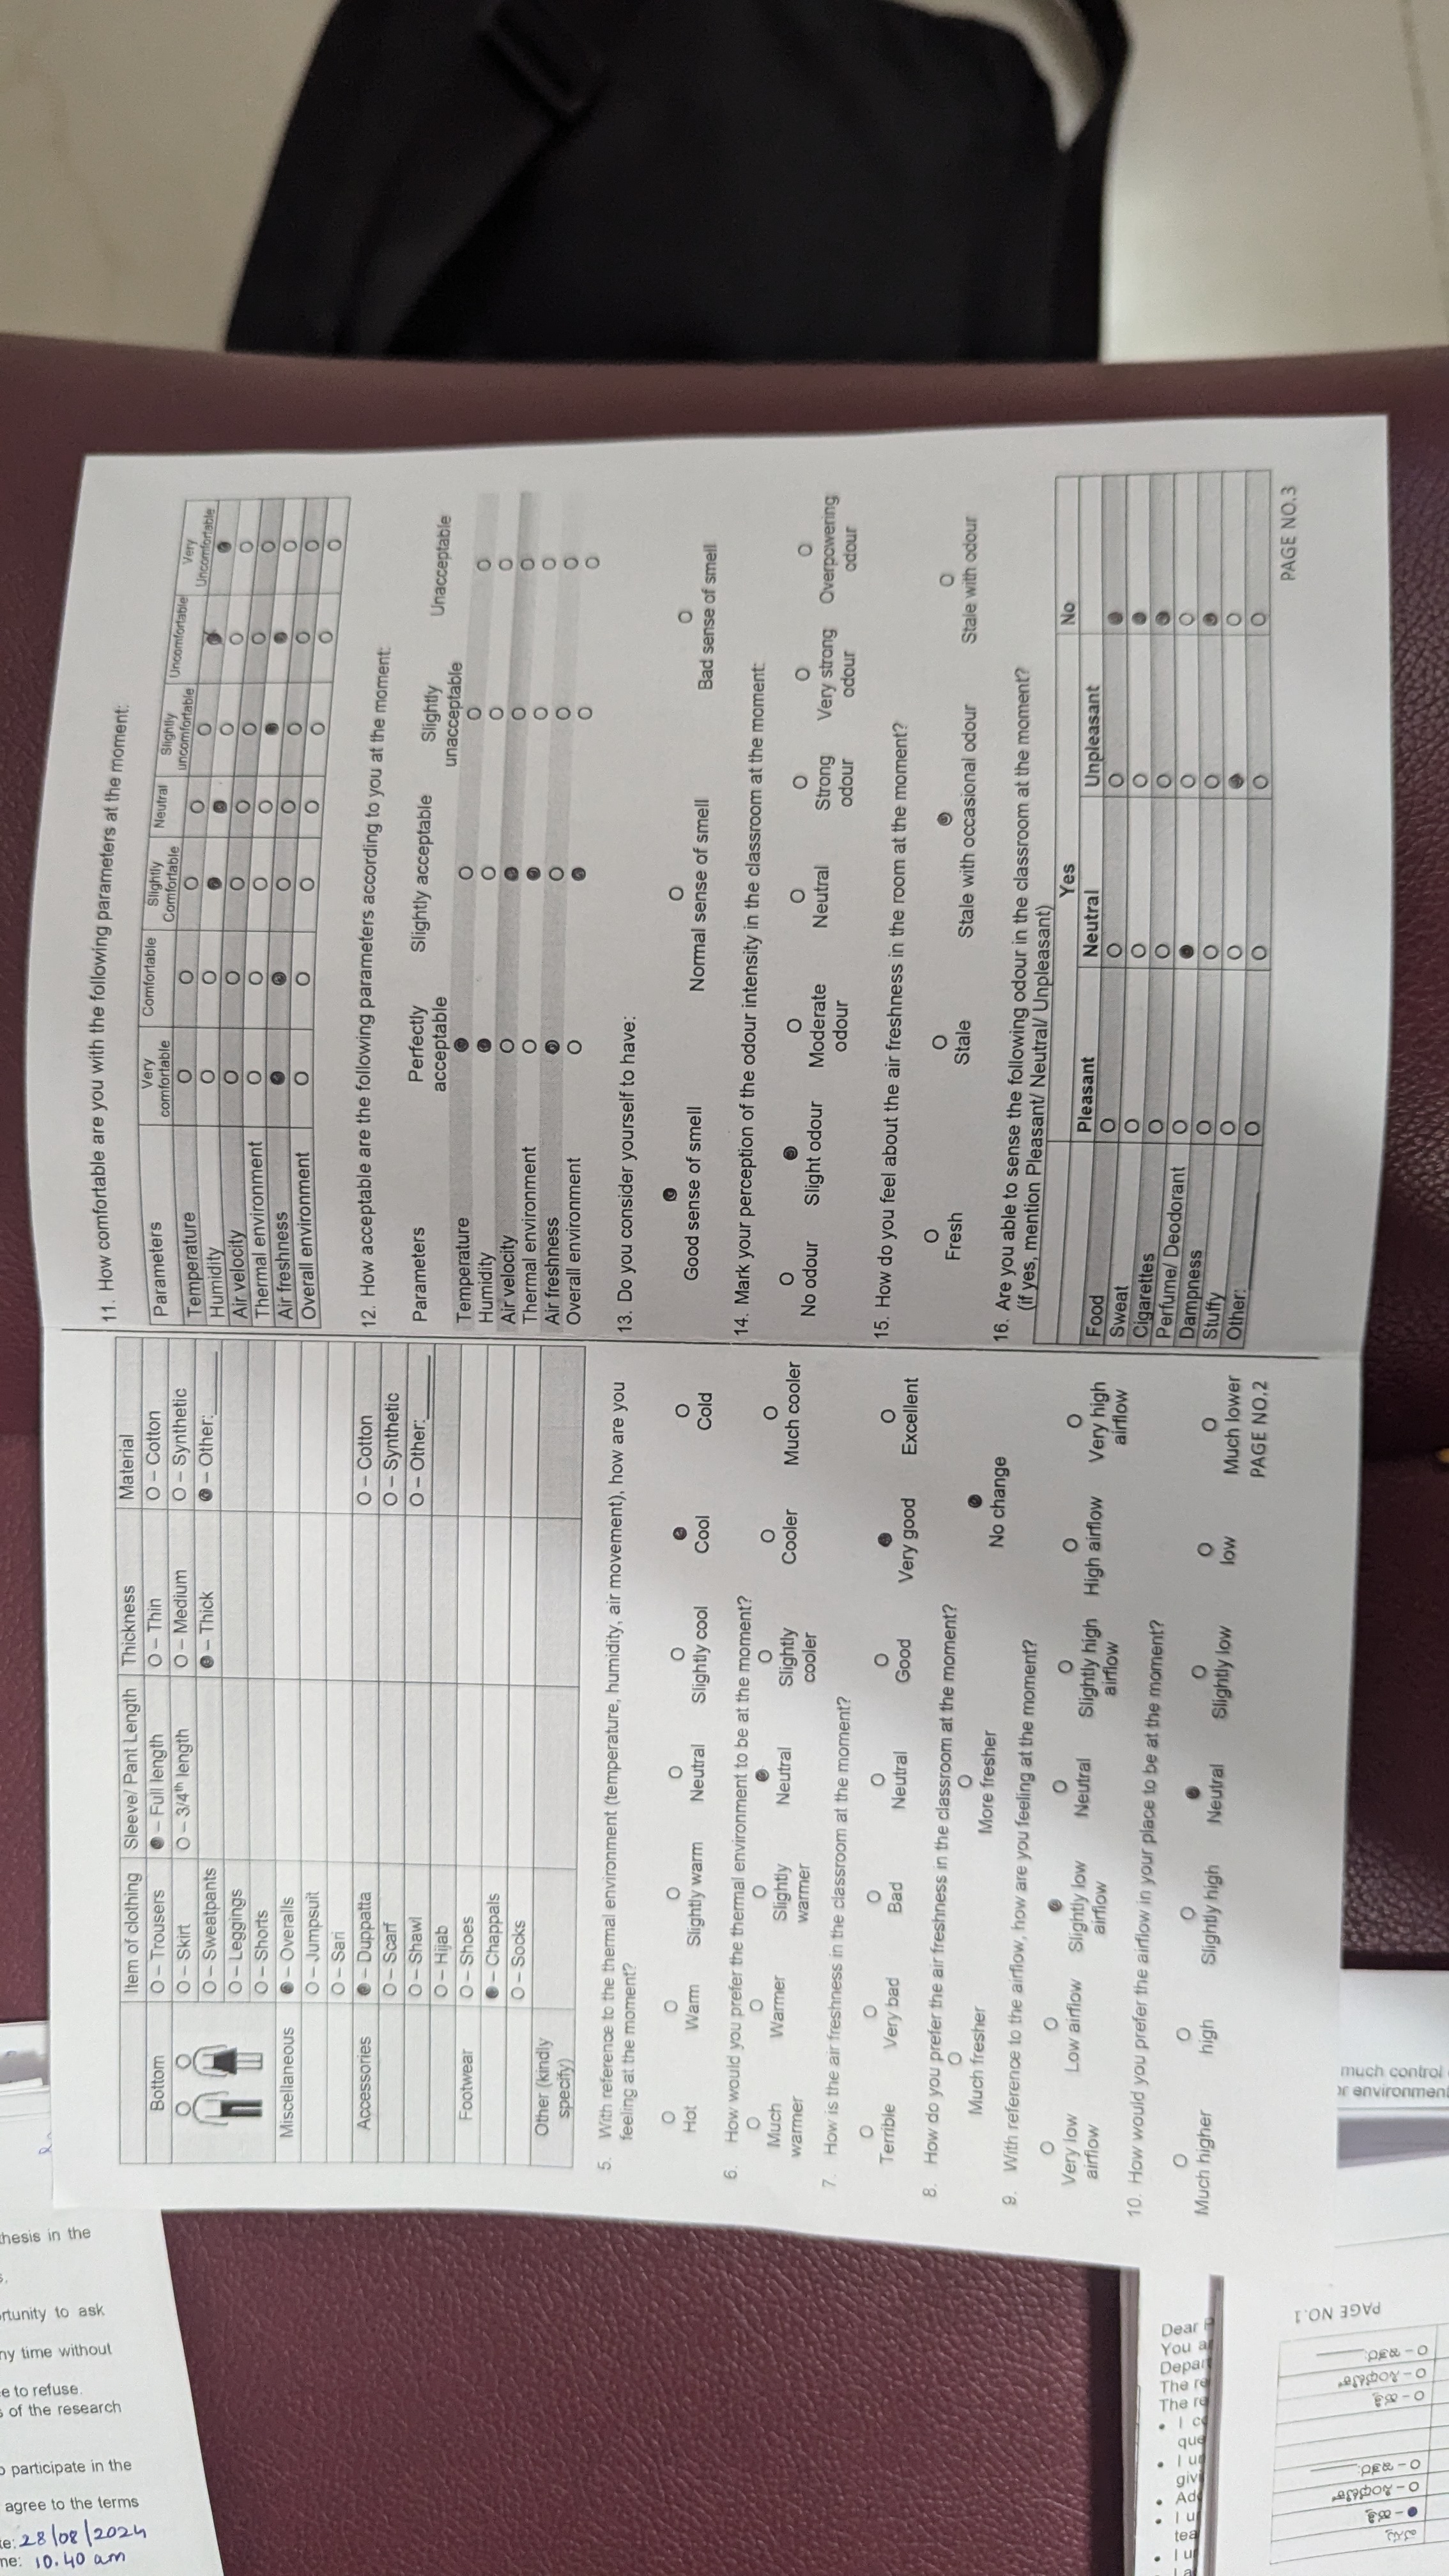 Item of clothing Sleeve/ Pant Length Thickness Material
Bottom O – Trousers ● – Full length O – Thin O – Cotton
O – Skirt O – 3/4th length O – Medium O – Synthetic
O – Sweatpants ● – Thick ● – Other:______
O – Leggings
O – Shorts
Miscellaneous ● – Overalls
O – Jumpsuit
O – Sari
Accessories ● – Duppatta O – Cotton
O – Scarf O – Synthetic
O – Shawl O – Other:______
O – Hijab
Footwear O – Shoes
● – Chappals
O – Socks
Other (kindly
specify)
5. With reference to the thermal environment (temperature, humidity, air movement), how are you
feeling at the moment?
O O O O O ● O
Hot Warm Slightly warm Neutral Slightly cool Cool Cold
6. How would you prefer the thermal environment to be at the moment?
O O O ● O O O
Much Warmer Slightly Neutral Slightly Cooler Much cooler
warmer warmer cooler
7. How is the air freshness in the classroom at the moment?
O O O O O ● O
Terrible Very bad Bad Neutral Good Very good Excellent
8. How do you prefer the air freshness in the classroom at the moment?
O O ●
Much fresher More fresher No change
9. With reference to the airflow, how are you feeling at the moment?
O O ● O O O O
Very low Low airflow Slightly low Neutral Slightly high High airflow Very high
airflow airflow airflow airflow
10. How would you prefer the airflow in your place to be at the moment?
O O O ● O O O
Much higher high Slightly high Neutral Slightly low low Much lower
PAGE NO.2
11. How comfortable are you with the following parameters at the moment:
Parameters Very comfortable Comfortable Slightly Comfortable Neutral Slightly uncomfortable Uncomfortable Very Uncomfortable
Temperature
Humidity
Air velocity
Thermal environment
Air freshness
Overall environment
12. How acceptable are the following parameters according to you at the moment:
Parameters Perfectly acceptable Slightly acceptable Slightly unacceptable Unacceptable
Temperature
Humidity
Air velocity
Thermal environment
Air freshness
Overall environment
13. Do you consider yourself to have:
● O O
Good sense of smell Normal sense of smell Bad sense of smell
14. Mark your perception of the odour intensity in the classroom at the moment:
O ● O O O O O
No odour Slight odour Moderate Neutral Strong Very strong Overpowering
odour odour odour odour
15. How do you feel about the air freshness in the room at the moment?
O O ● O
Fresh Stale Stale with occasional odour Stale with odour
16. Are you able to sense the following odour in the classroom at the moment?
(if yes, mention Pleasant/ Neutral/ Unpleasant)
Yes No
Pleasant Neutral Unpleasant
Food
Sweat
Cigarettes
Perfume/ Deodorant
Dampness
Stuffy
Other:______
PAGE NO.3
hesis in the
rtunity to ask
ny time without
e to refuse.
of the research
participate in the
agree to the terms
te: 28/08/2024
me: 10.40 am
Dear
You
Depar
The re
The re
que
giv
tea
PAGE NO.1
much control
environment